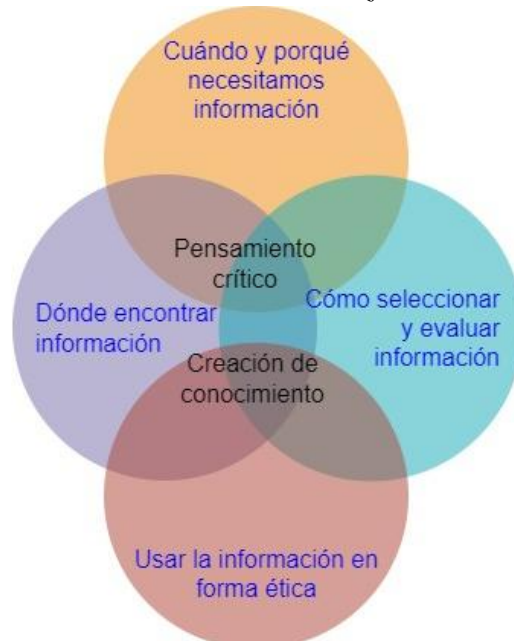 Cuándo y porqué
necesitamos
información
Pensamiento
crítico
Dónde encontrar
información
Cómo seleccionar
y evaluar
información
Creación de
conocimiento
Usar la información en
forma ética